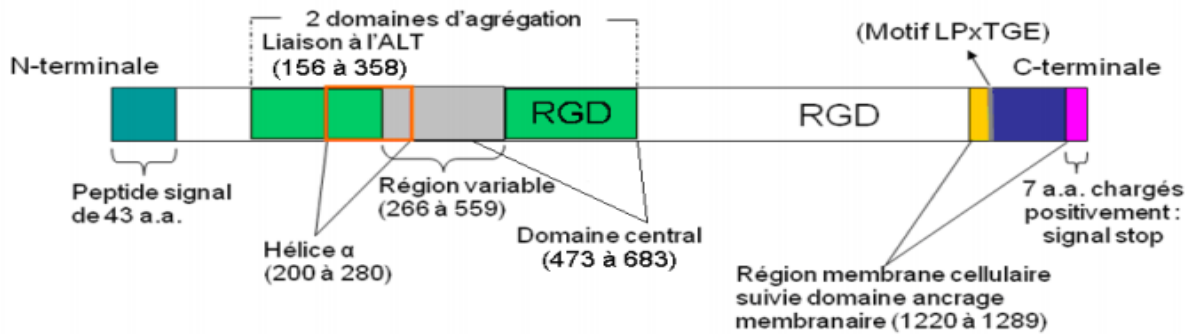 2 domaines d'agrégation
Liaison à l'ALT
(156 à 358)
(Motif LPxTGE)
N-terminale
C-terminale
RGD
RGD
Peptide signal
de 43 a.a.
Région variable
(266 à 559)
7 a.a. chargés
positivement :
signal stop
Hélice α
(200 à 280)
Domaine central
(473 à 683)
Région membrane cellulaire
suivie domaine ancrage
membranaire (1220 à 1289)